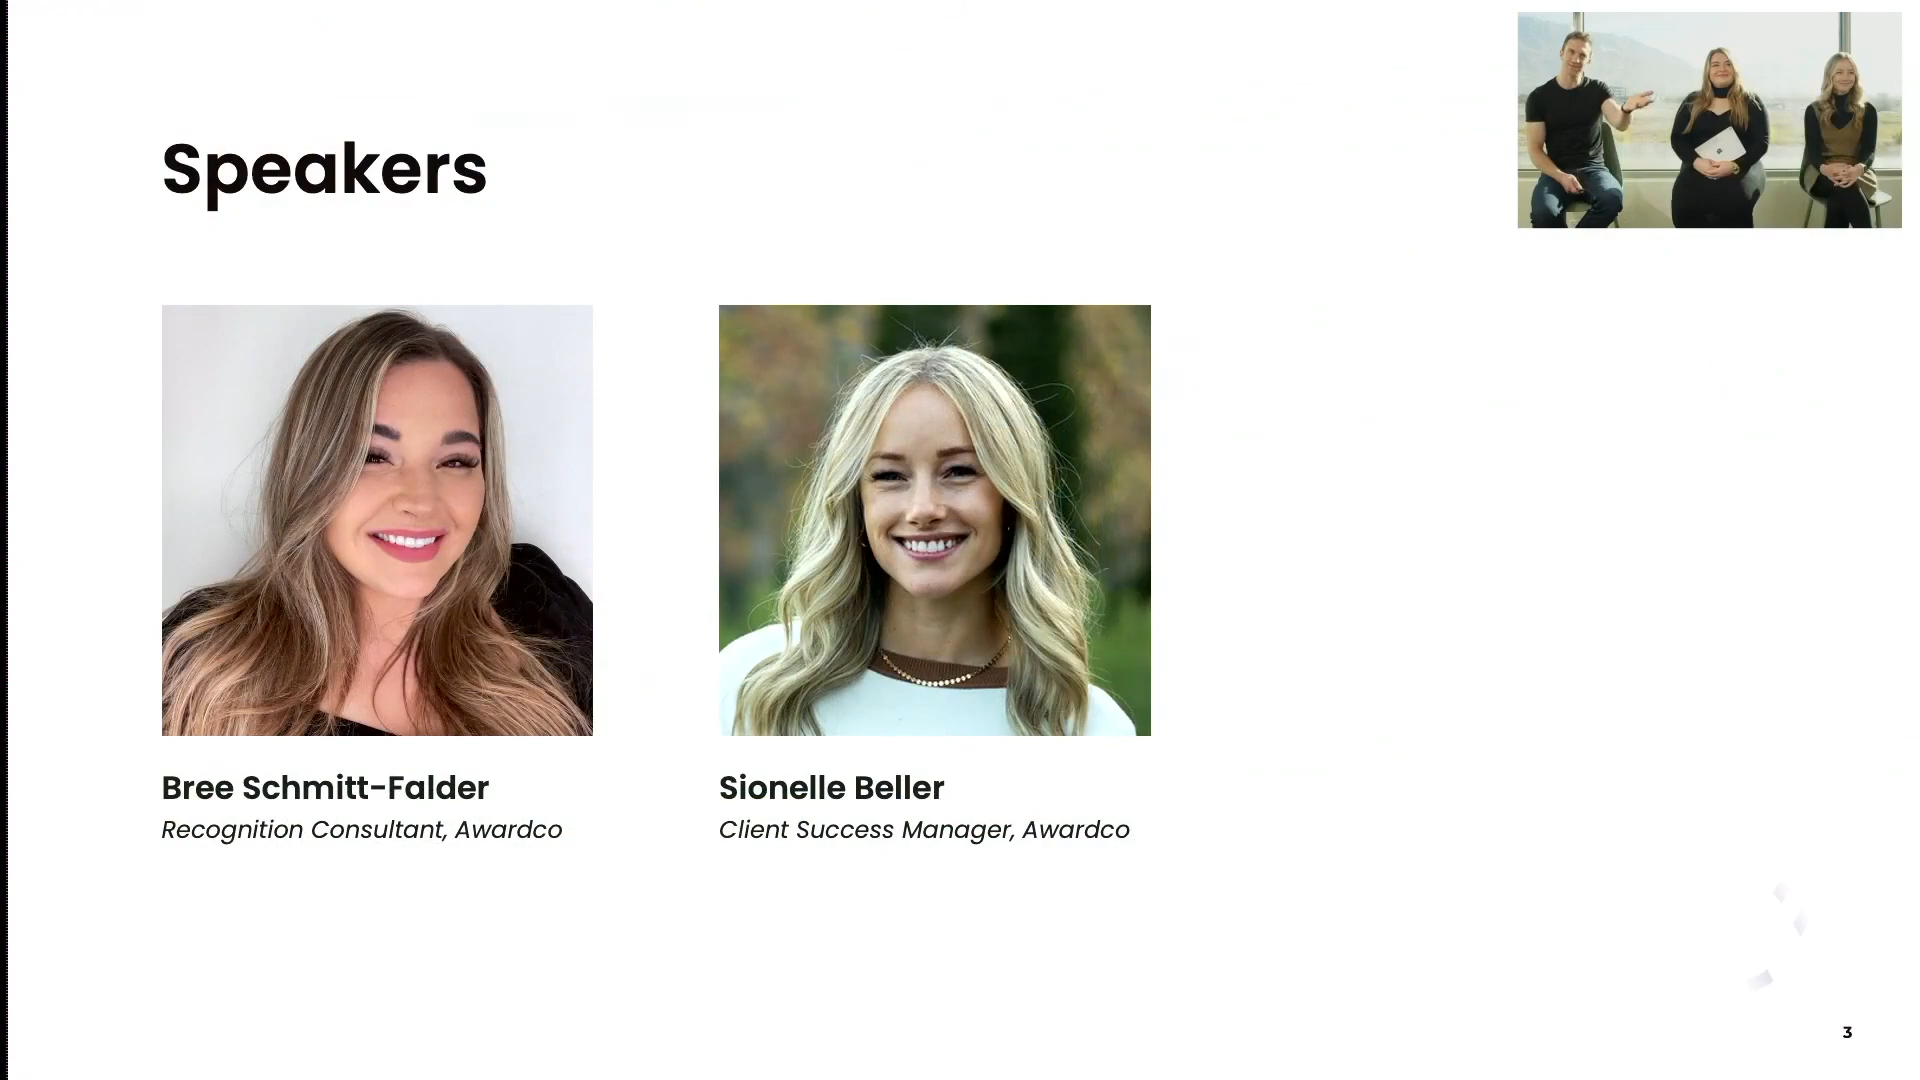 Speakers
Bree Schmitt-Falder
Recognition Consultant, Awardco
Sionelle Beller
Client Success Manager, Awardco
3